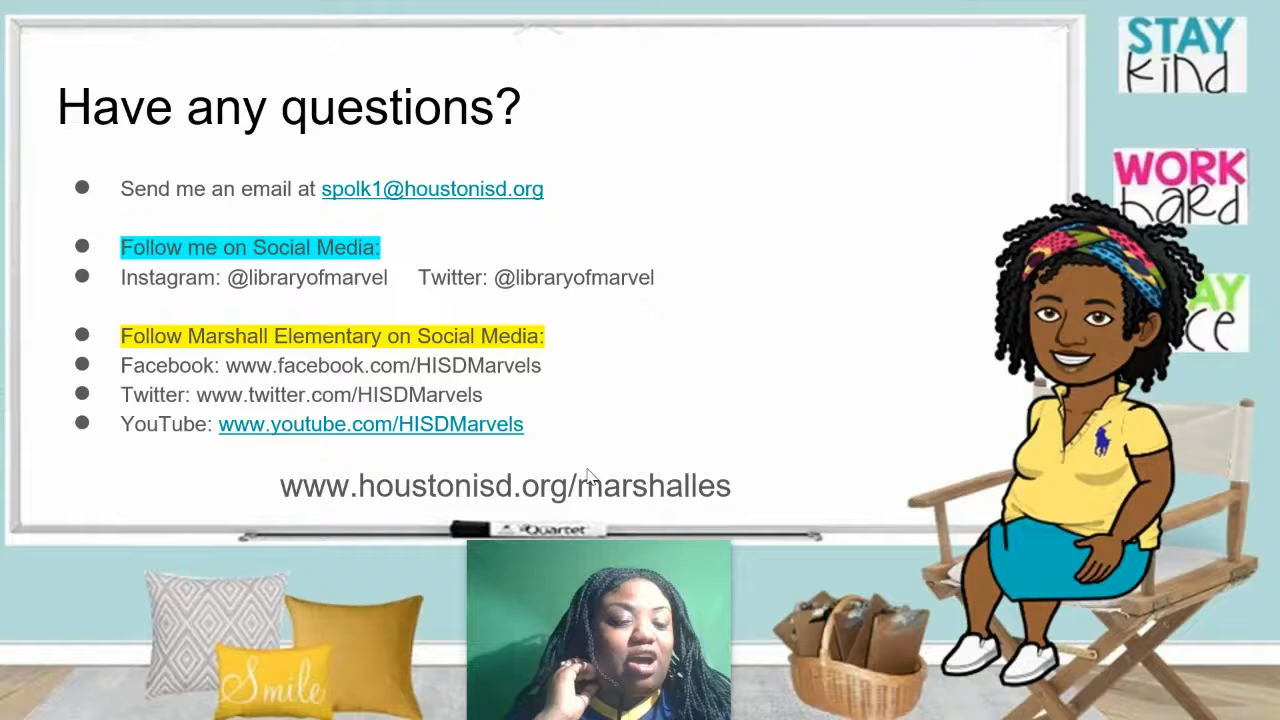 Have any questions?
● Send me an email at spolk1@houstonisd.org
● Follow me on Social Media:
● Instagram: @libraryofmarvel Twitter: @libraryofmarvel
● Follow Marshall Elementary on Social Media:
● Facebook: www.facebook.com/HISDMarvels
● Twitter: www.twitter.com/HISDMarvels
● YouTube: www.youtube.com/HISDMarvels
www.houstonisd.org/marshalles
Quartet
STAY
kind
WORK
hard
Smile